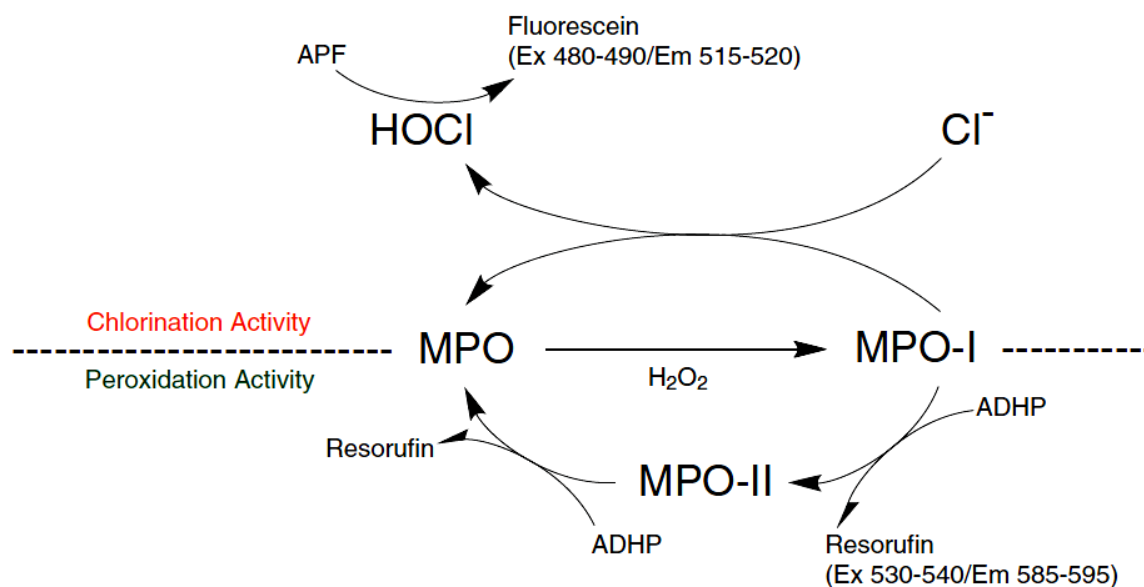 Fluorescein
(Ex 480-490/Em 515-520)
APF
HOCl
Cl⁻
Chlorination Activity
MPO
MPO-I
Peroxidation Activity
H₂O₂
ADHP
Resorufin
MPO-II
ADHP
Resorufin
(Ex 530-540/Em 585-595)